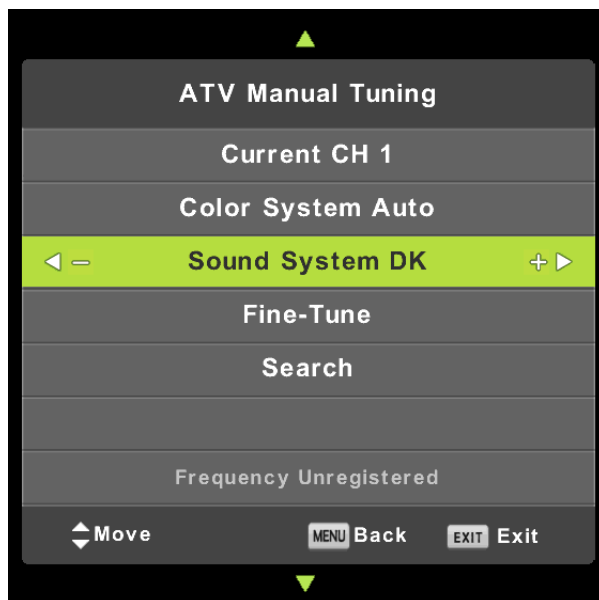 ATV Manual Tuning
Current CH 1
Color System Auto
− Sound System DK +
Fine-Tune
Search
Frequency Unregistered
Move MENU Back EXIT Exit